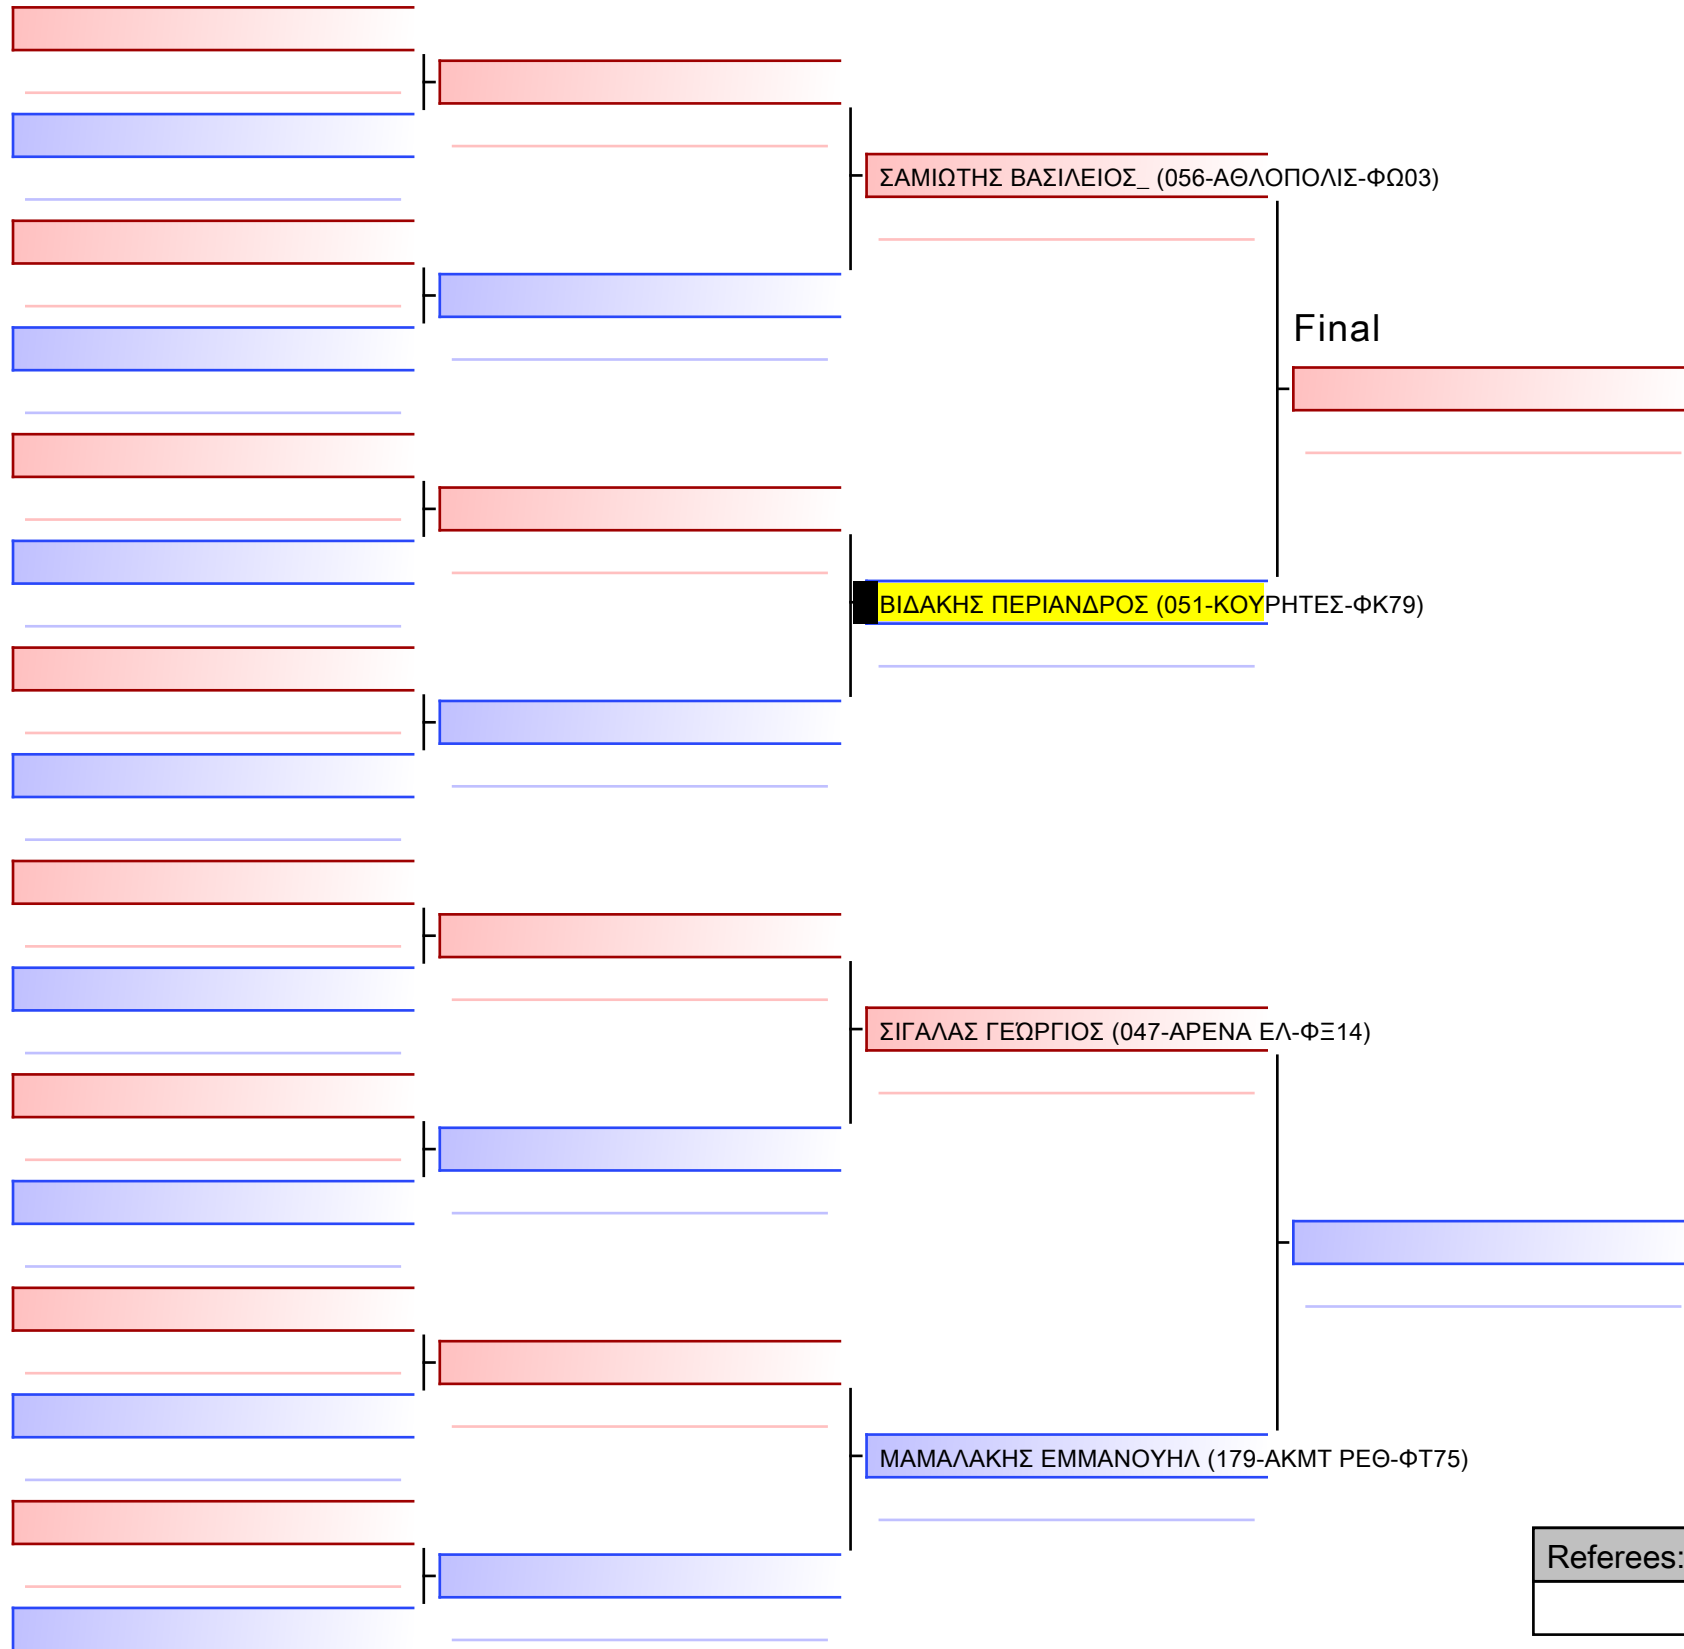 ΣΑΜΙΩΤΗΣ ΒΑΣΙΛΕΙΟΣ_ (056-ΑΘΛΟΠΟΛΙΣ-ΦΩ03)
Final
ΒΙΔΑΚΗΣ ΠΕΡΙΑΝΔΡΟΣ (051-ΚΟΥΡΗΤΕΣ-ΦΚ79)
ΣΙΓΑΛΑΣ ΓΕΏΡΓΙΟΣ (047-ΑΡΕΝΑ ΕΛ-ΦΞ14)
ΜΑΜΑΛΑΚΗΣ ΕΜΜΑΝΟΥΗΛ (179-ΑΚΜΤ ΡΕΘ-ΦΤ75)
Referees: